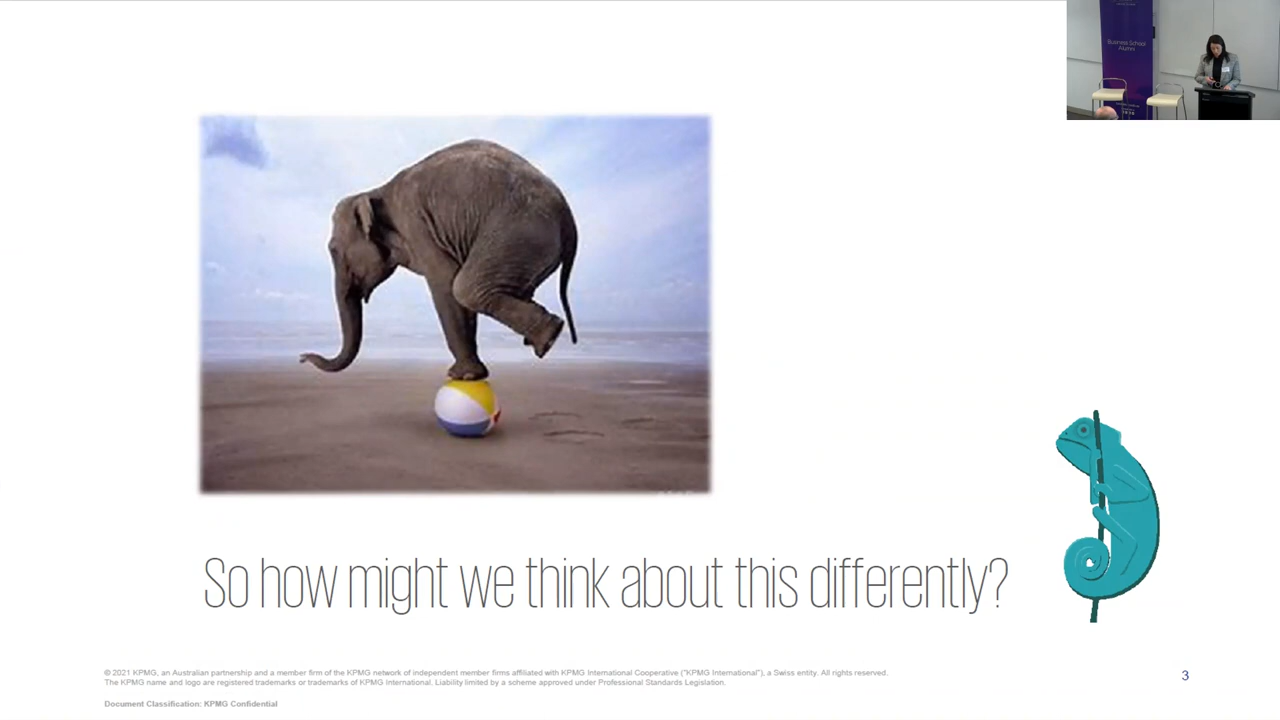 Business School
Alumni
So how might we think about this differently?
© 2021 KPMG, an Australian partnership and a member firm of the KPMG network of independent member firms affiliated with KPMG International Cooperative ("KPMG International"), a Swiss entity. All rights reserved.
The KPMG name and logo are registered trademarks or trademarks of KPMG International. Liability limited by a scheme approved under Professional Standards Legislation.
3
Document Classification: KPMG Confidential